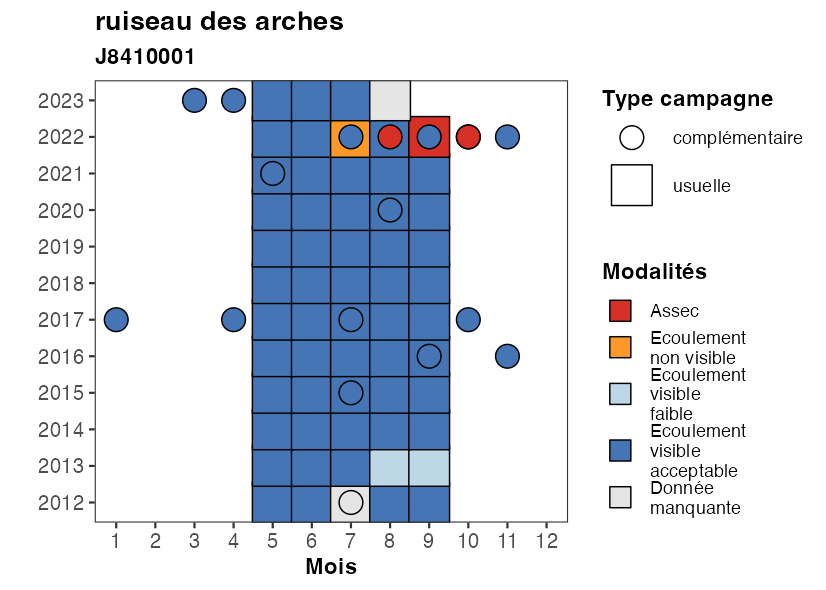 ruiseau des arches
J8410001
2023
2022
2021
2020
2019
2018
2017
2016
2015
2014
2013
2012
1 2 3 4 5 6 7 8 9 10 11 12
Mois
Type campagne
complémentaire
usuelle
Modalités
Assec
Ecoulement
non visible
Ecoulement
visible
faible
Ecoulement
visible
acceptable
Donnée
manquante